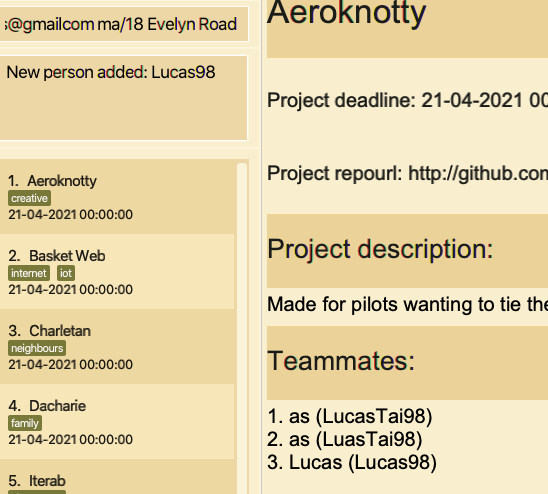 s@gmailcom ma/18 Evelyn Road
New person added: Lucas98
1. Aeroknotty
creative
21-04-2021 00:00:00
2. Basket Web
internet iot
21-04-2021 00:00:00
3. Charletan
neighbours
21-04-2021 00:00:00
4. Dacharie
family
21-04-2021 00:00:00
5. Iterab
Aeroknotty
Project deadline: 21-04-2021 00
Project repourl: http://github.com
Project description:
Made for pilots wanting to tie the
Teammates:
1. as (LucasTai98)
2. as (LuasTai98)
3. Lucas (Lucas98)